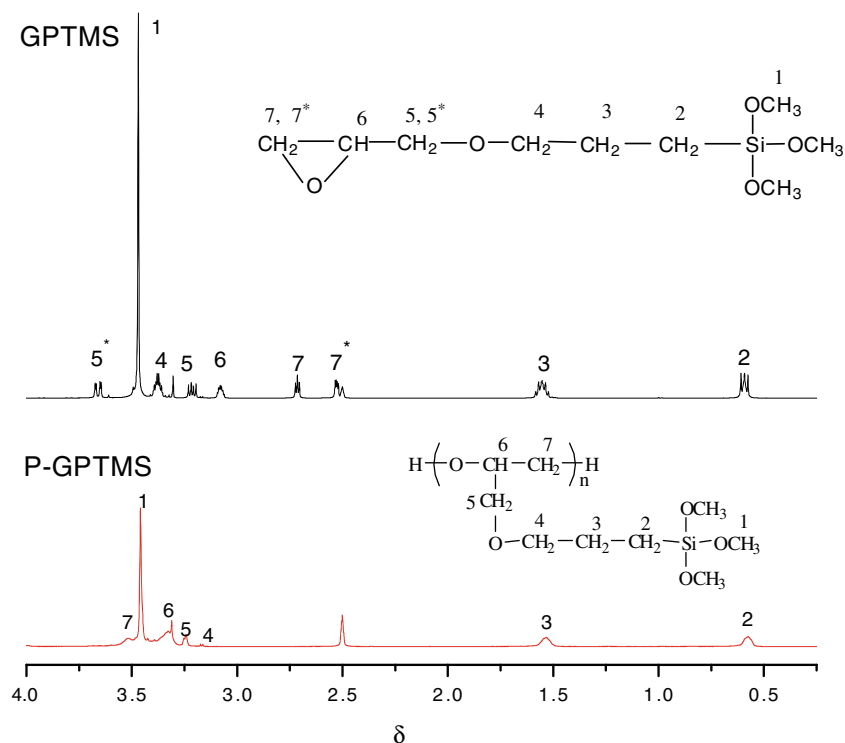 GPTMS
1
1
7, 7* 6 5, 5* 4 3 2
OCH3
CH2 CH CH2 O CH2 CH2 CH2 Si OCH3
O
OCH3
5* 4 5 6 7 7* 3 2
P-GPTMS
6 7
H (O CH CH2)n H
5 CH2
4 3 2
OCH3
1
O CH2 CH2 CH2 Si OCH3
OCH3
1
7 6 5 4 3 2
4.0 3.5 3.0 2.5 2.0 1.5 1.0 0.5
δ